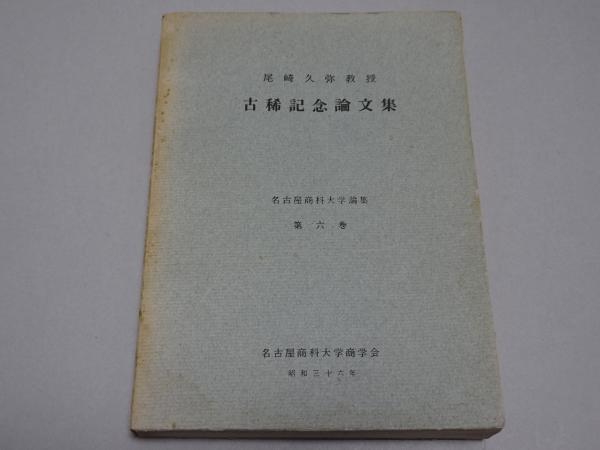 尾崎久弥教授
古稀記念論文集
名古屋商科大学論集
第六巻
名古屋商科大学商学会
昭和三十六年